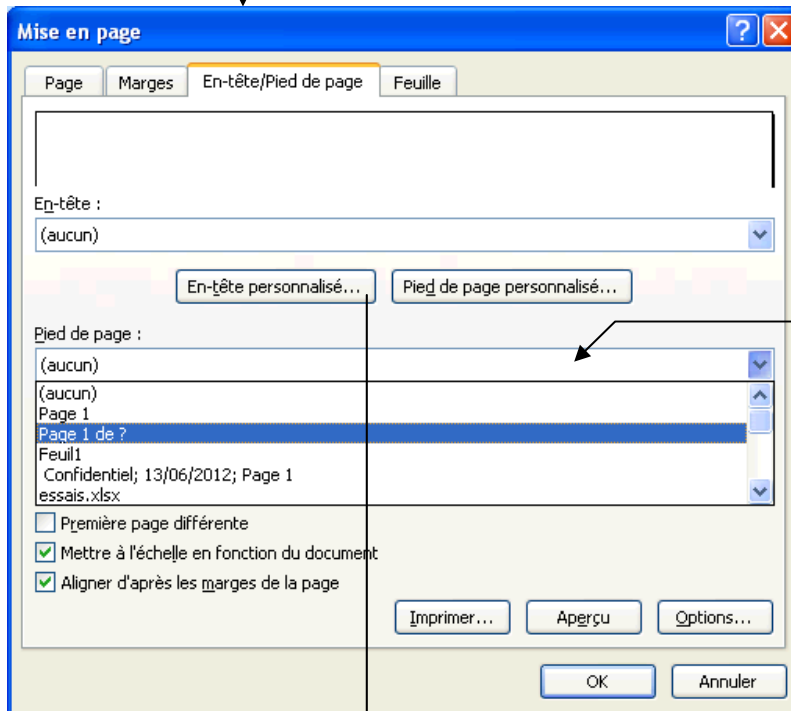 Mise en page
Page Marges En-tête/Pied de page Feuille
En-tête :
(aucun)
En-tête personnalisé... Pied de page personnalisé...
Pied de page :
(aucun)
(aucun)
Page 1
Page 1 de ?
Feuil1
Confidentiel; 13/06/2012; Page 1
essais.xlsx
Première page différente
Mettre à l'échelle en fonction du document
Aligner d'après les marges de la page
Imprimer... Aperçu Options...
OK Annuler